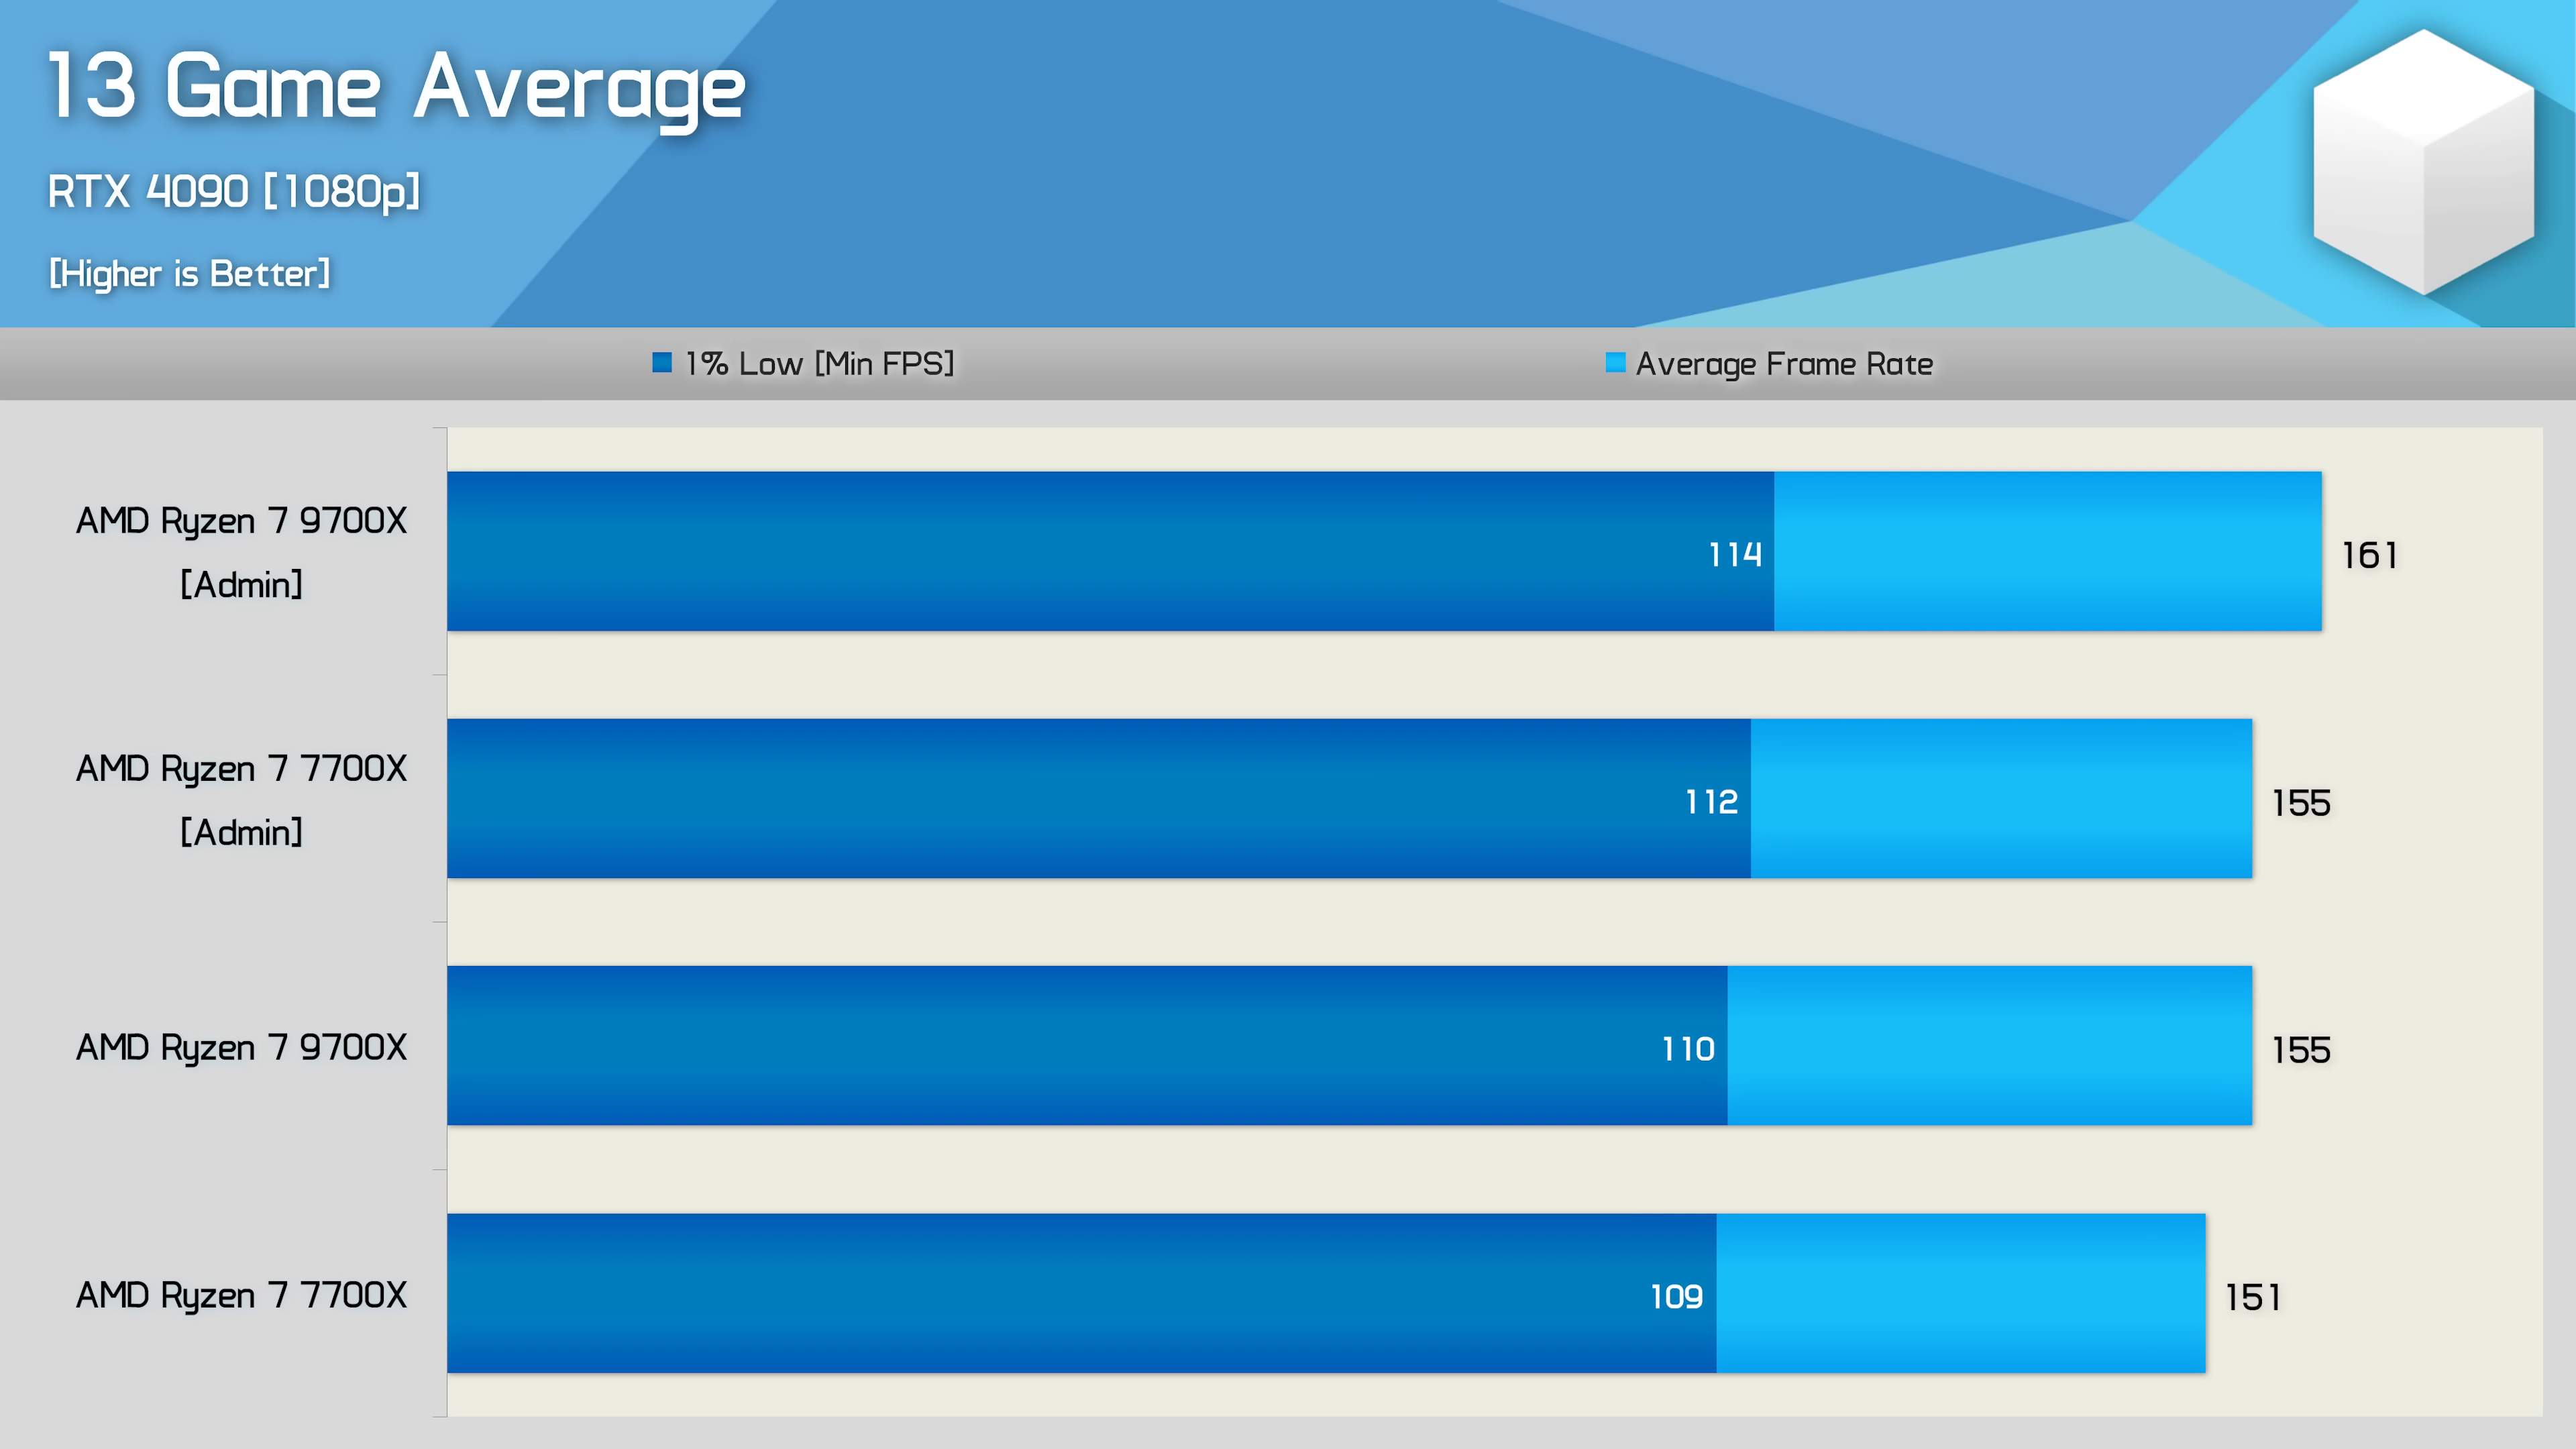 13 Game Average
RTX 4090 [1080p]
[Higher is Better]
1% Low [Min FPS]
Average Frame Rate
AMD Ryzen 7 9700X
[Admin]
114
161
AMD Ryzen 7 7700X
[Admin]
112
155
AMD Ryzen 7 9700X
110
155
AMD Ryzen 7 7700X
109
151